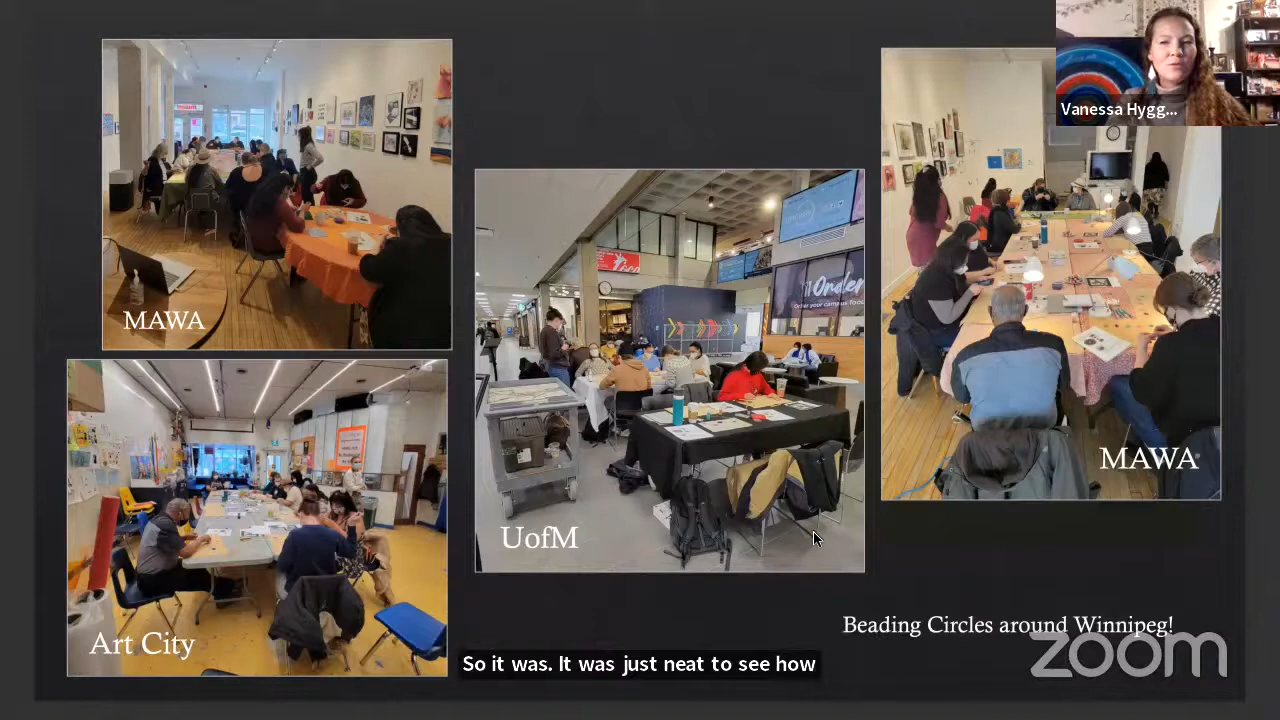 Vanessa Hygg...
MAWA
UofM
MAWA
Art City
Beading Circles around Winnipeg!
So it was. It was just neat to see how
zoom